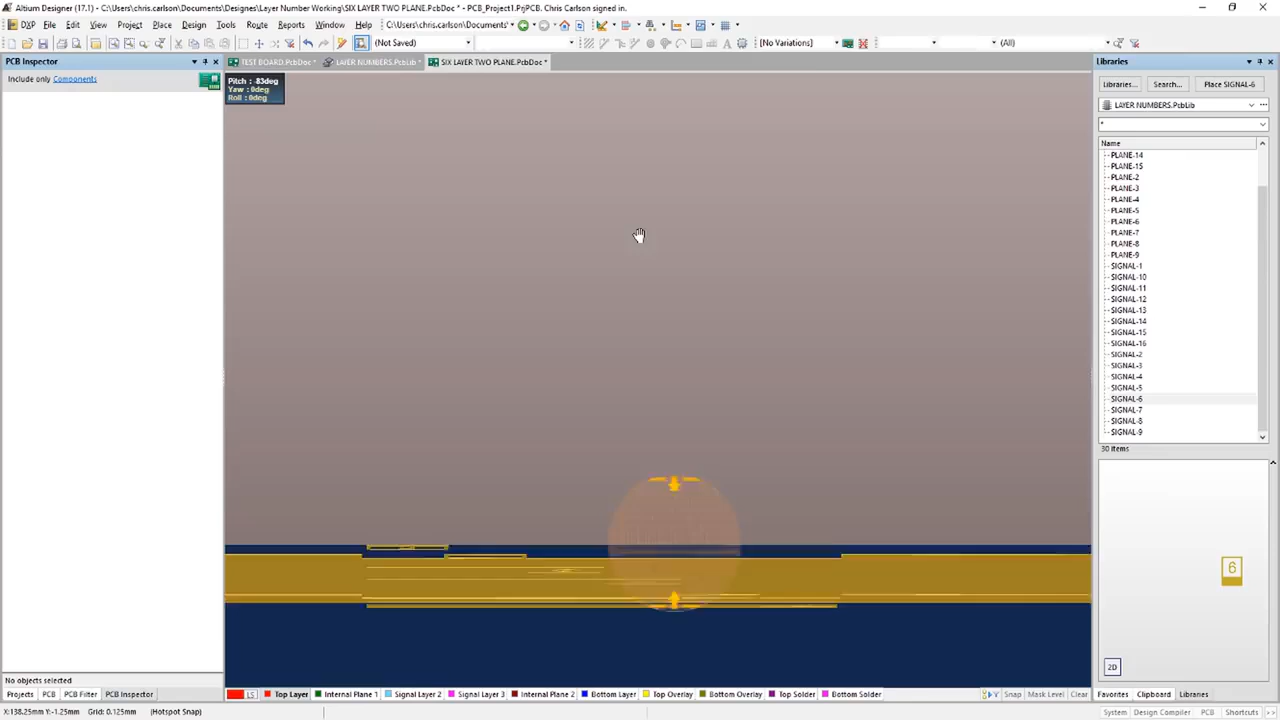 Altium Designer (17.1) - C:\Users\chris.carlson\Documents\Designes\Layer Number Working\SIX LAYER TWO PLANE.PcbDoc * - PCB_Project1.PrjPCB. Chris Carlson signed in.
DXP File Edit View Project Place Design Tools Route Reports Window Help C:\Users\chris.carlson\Documents\
(Not Saved) [No Variations] (All)
PCB Inspector
TEST BOARD.PcbDoc * LAYER NUMBERS.PcbLib * SIX LAYER TWO PLANE.PcbDoc *
Libraries
Include only Components
Pitch : -83deg
Yaw : 0deg
Roll : 0deg
Libraries... Search... Place SIGNAL-6
LAYER NUMBERS.PcbLib
*
Name
PLANE-14
PLANE-15
PLANE-2
PLANE-3
PLANE-4
PLANE-5
PLANE-6
PLANE-7
PLANE-8
PLANE-9
SIGNAL-1
SIGNAL-10
SIGNAL-11
SIGNAL-12
SIGNAL-13
SIGNAL-14
SIGNAL-15
SIGNAL-16
SIGNAL-2
SIGNAL-3
SIGNAL-4
SIGNAL-5
SIGNAL-6
SIGNAL-7
SIGNAL-8
SIGNAL-9
30 items
6
2D
No objects selected
Projects PCB PCB Filter PCB Inspector
LS Top Layer Internal Plane 1 Signal Layer 2 Signal Layer 3 Internal Plane 2 Bottom Layer Top Overlay Bottom Overlay Top Solder Bottom Solder Snap Mask Level Clear
Favorites Clipboard Libraries
X:138.25mm Y:-1.25mm Grid: 0.125mm (Hotspot Snap)
System Design Compiler PCB Shortcuts >>